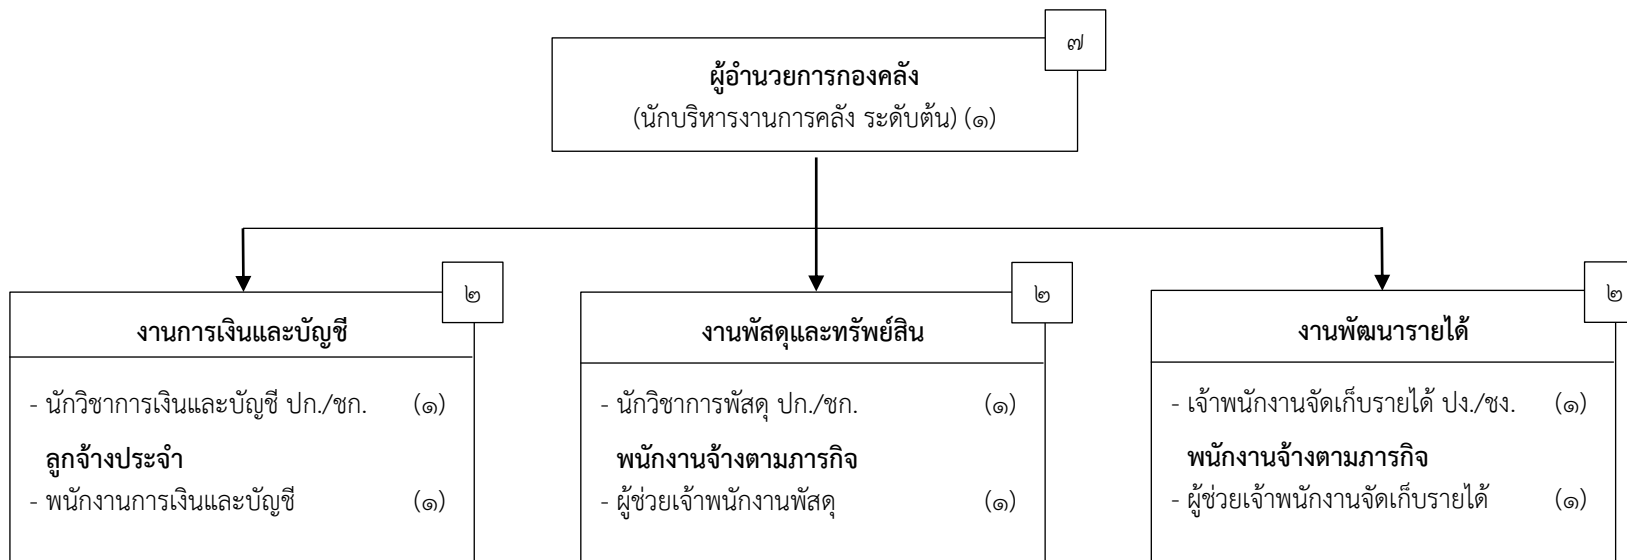 ๗
ผู้อำนวยการกองคลัง
(นักบริหารงานการคลัง ระดับต้น) (๑)
๒
งานการเงินและบัญชี
- นักวิชาการเงินและบัญชี ปก./ชก. (๑)
ลูกจ้างประจำ
- พนักงานการเงินและบัญชี (๑)
๒
งานพัสดุและทรัพย์สิน
- นักวิชาการพัสดุ ปก./ชก. (๑)
พนักงานจ้างตามภารกิจ
- ผู้ช่วยเจ้าพนักงานพัสดุ (๑)
๒
งานพัฒนารายได้
- เจ้าพนักงานจัดเก็บรายได้ ปง./ชง. (๑)
พนักงานจ้างตามภารกิจ
- ผู้ช่วยเจ้าพนักงานจัดเก็บรายได้ (๑)